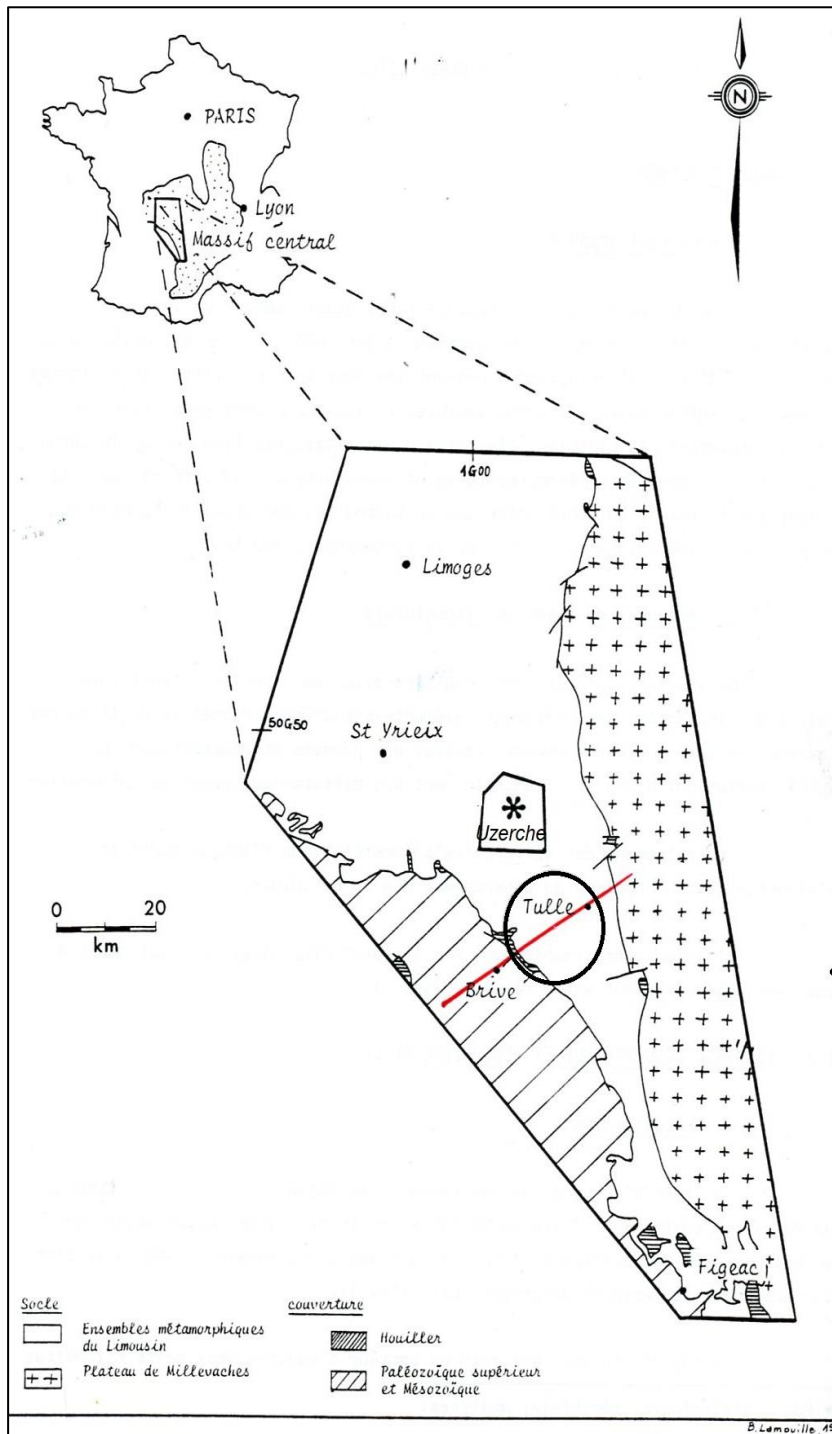 N
PARIS
Lyon
Massif central
1G00
Limoges
50G50
St Yrieix
Uzerche
0 20
km
Tulle
Brive
Figeac
Socle
Ensembles métamorphiques
du Limousin
Plateau de Millevaches
couverture
Houiller
Paléozoïque supérieur
et Mésozoïque
B. Lamouille